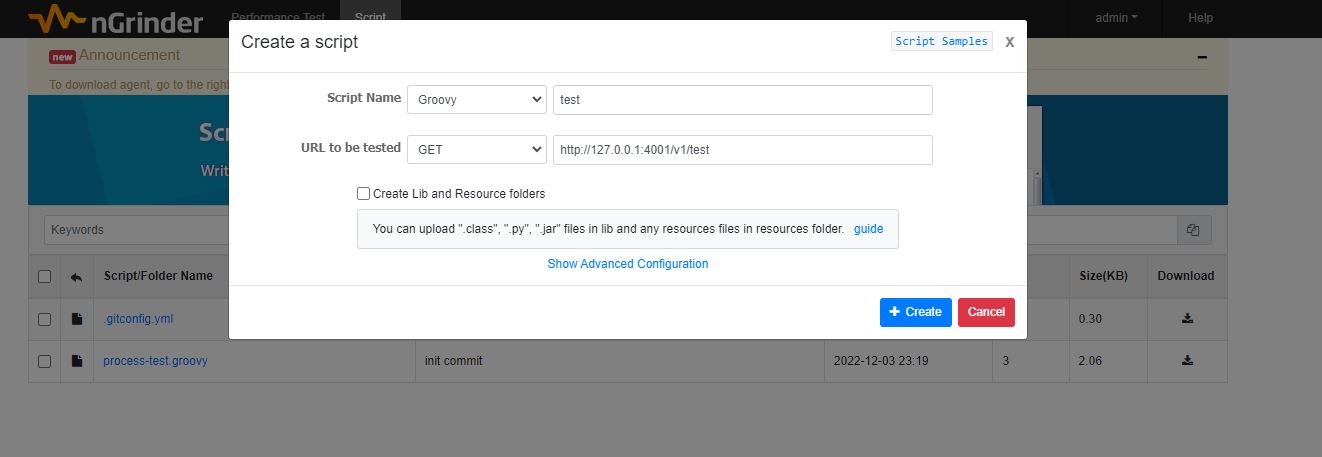 nGrinder Performance Test Script admin Help
Create a script Script Samples X
new Announcement
To download agent, go to the right
Script Name Groovy test
Scr
URL to be tested GET http://127.0.0.1:4001/v1/test
Writ
Create Lib and Resource folders
Keywords
You can upload ".class", ".py", ".jar" files in lib and any resources files in resources folder. guide
Show Advanced Configuration
Script/Folder Name Size(KB) Download
+ Create Cancel
.gitconfig.yml 0.30
process-test.groovy init commit 2022-12-03 23:19 3 2.06